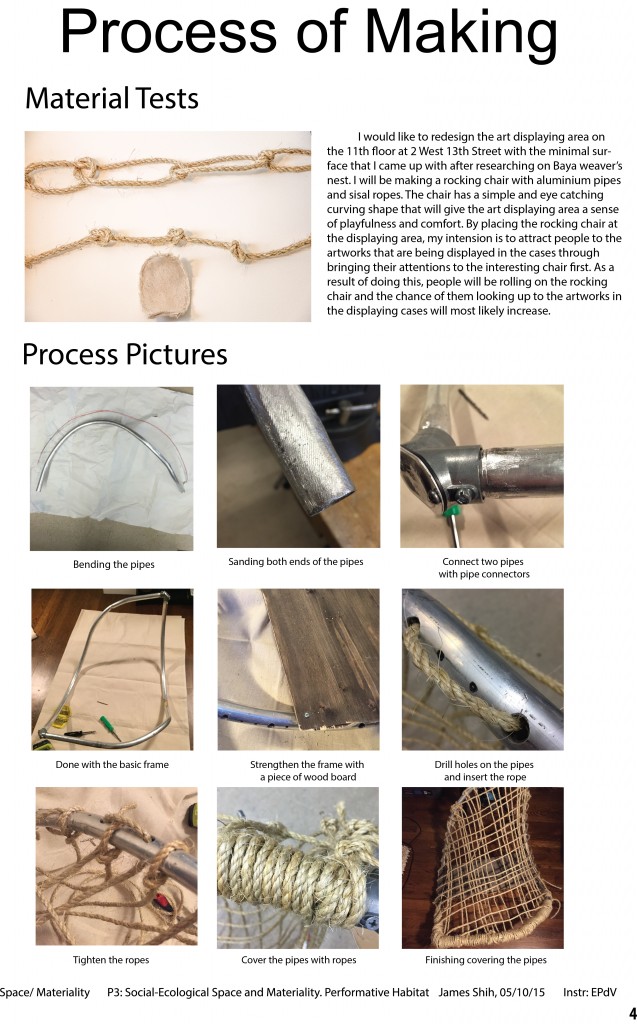 Process of Making
Material Tests
I would like to redesign the art displaying area on
the 11th floor at 2 West 13th Street with the minimal sur-
face that I came up with after researching on Baya weaver's
nest. I will be making a rocking chair with aluminium pipes
and sisal ropes. The chair has a simple and eye catching
curving shape that will give the art displaying area a sense
of playfulness and comfort. By placing the rocking chair at
the displaying area, my intension is to attract people to the
artworks that are being displayed in the cases through
bringing their attentions to the interesting chair first. As a
result of doing this, people will be rolling on the rocking
chair and the chance of them looking up to the artworks in
the displaying cases will most likely increase.
Process Pictures
Bending the pipes
Sanding both ends of the pipes
Connect two pipes
with pipe connectors
Done with the basic frame
Strengthen the frame with
a piece of wood board
Drill holes on the pipes
and insert the rope
Tighten the ropes
Cover the pipes with ropes
Finishing covering the pipes
Space/ Materiality P3: Social-Ecological Space and Materiality. Performative Habitat James Shih, 05/10/15 Instr: EPdV
4